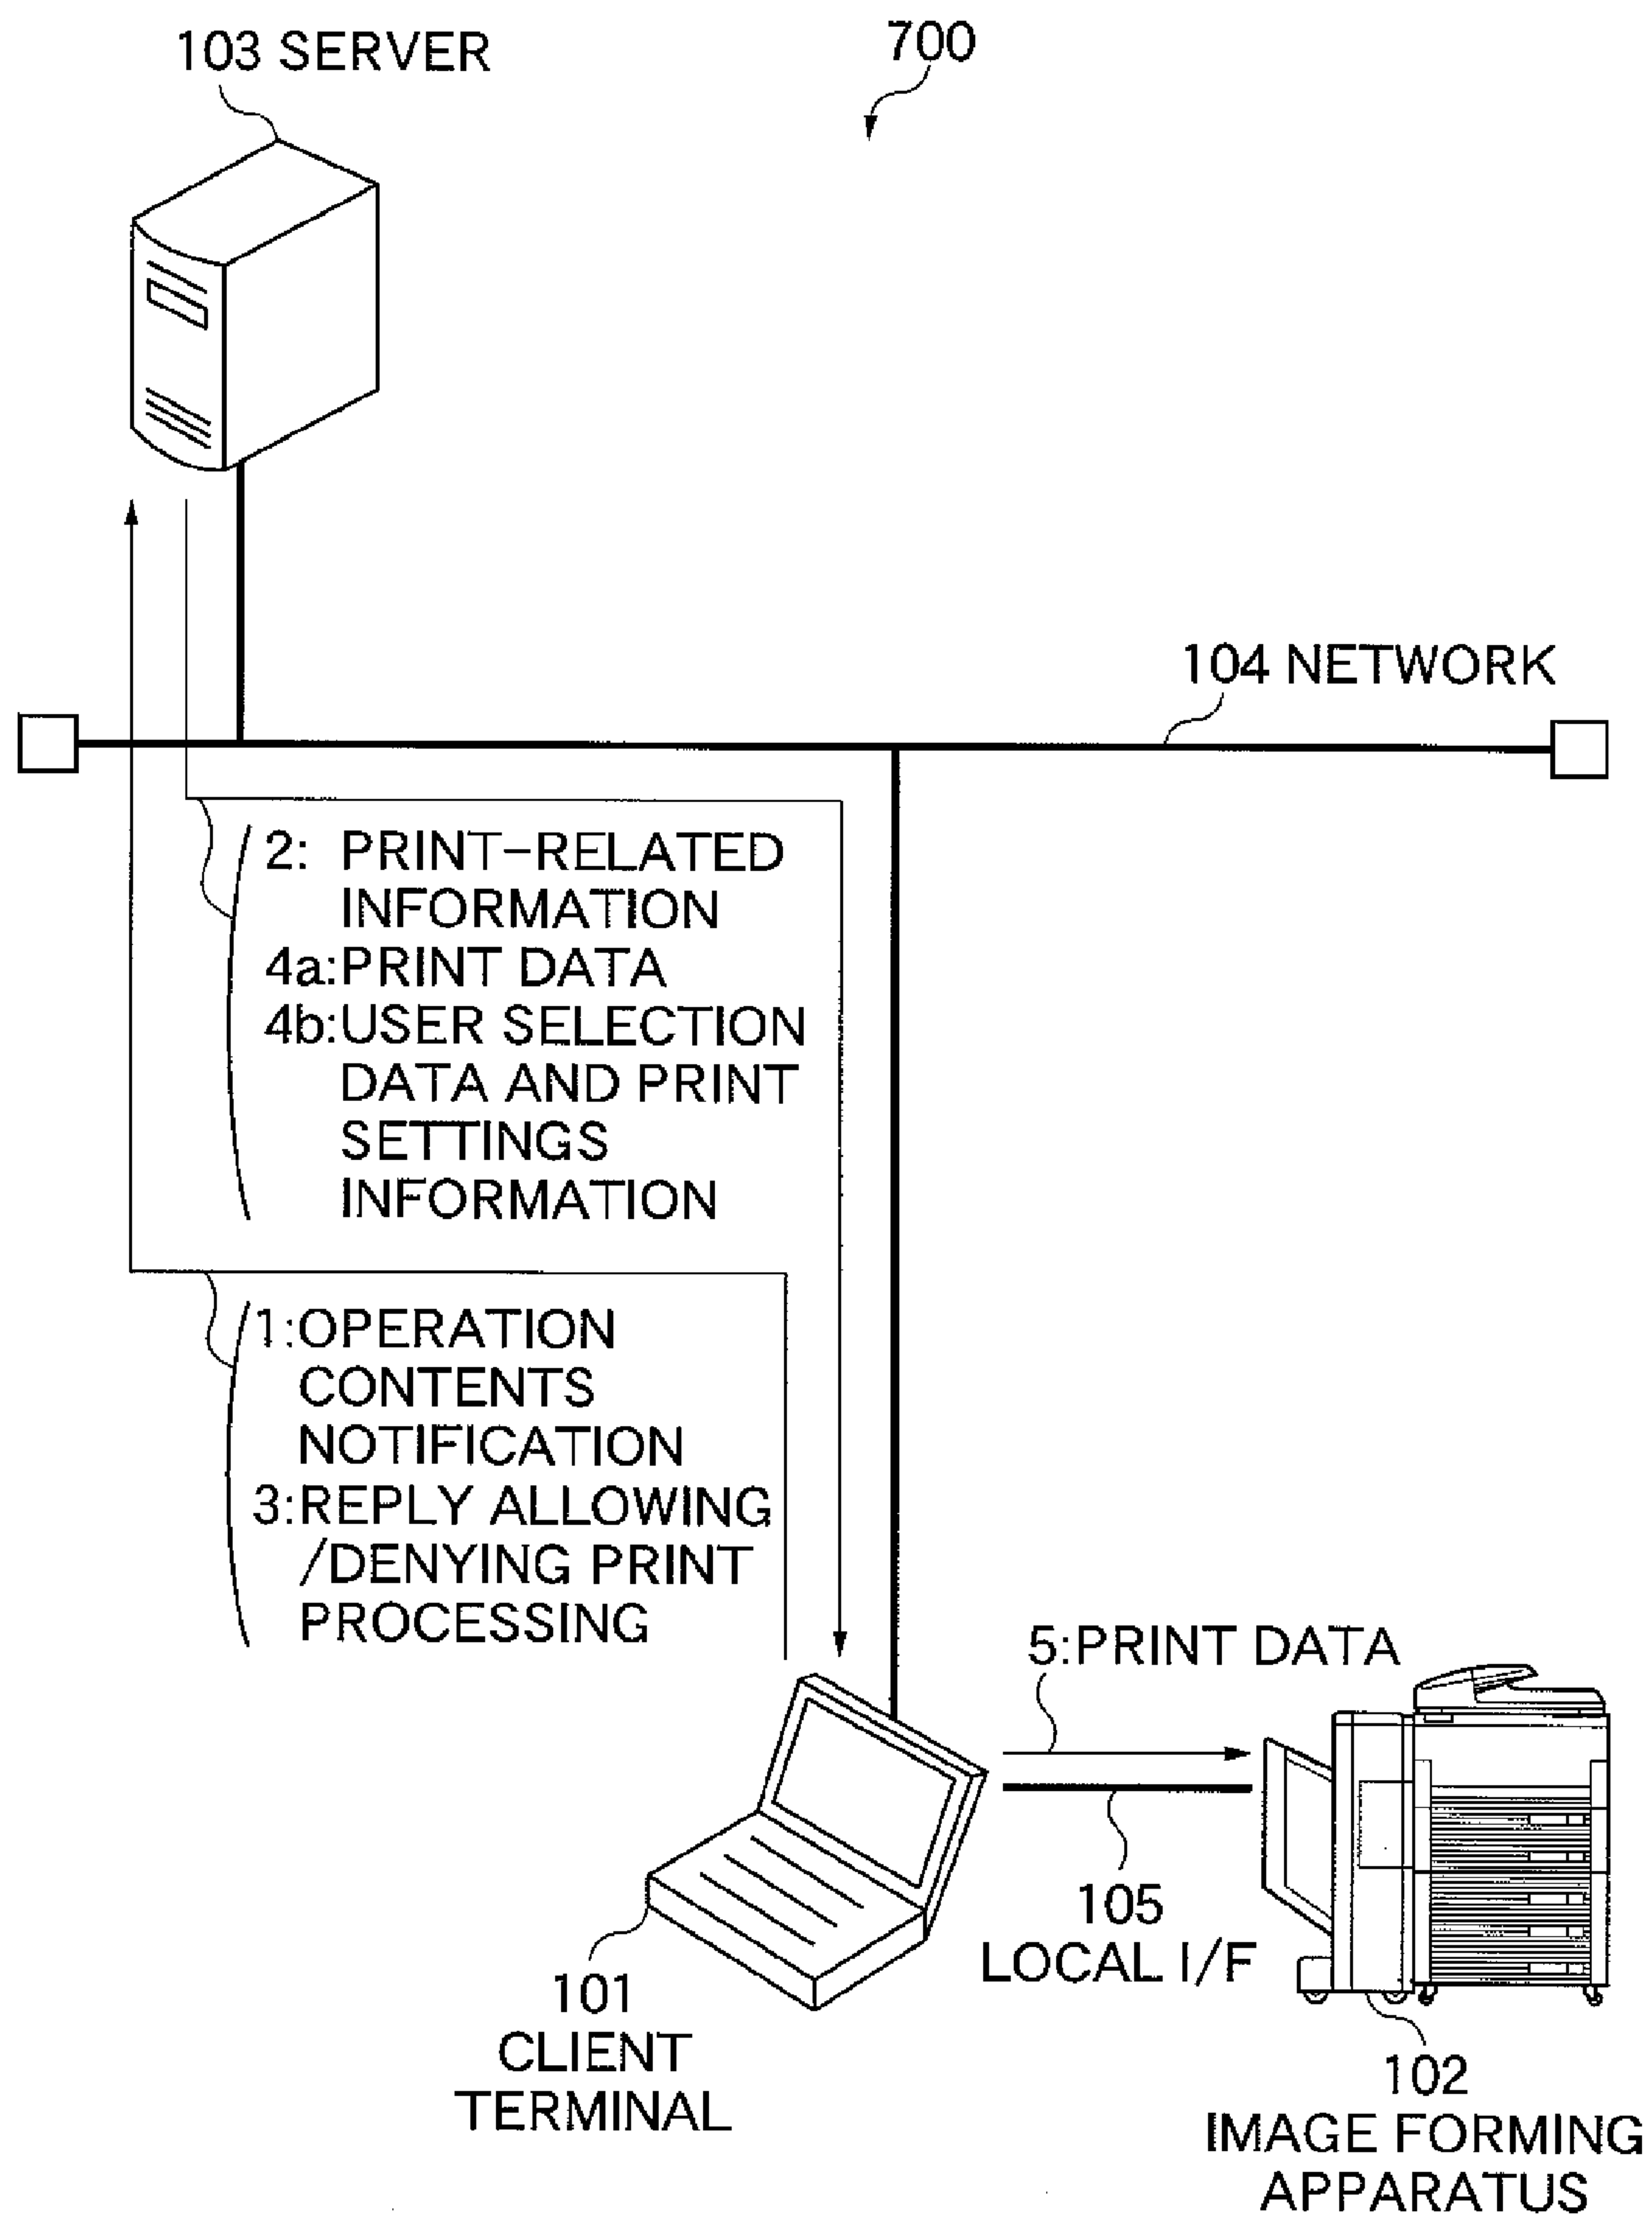 103 SERVER
700
104 NETWORK
2: PRINT-RELATED
INFORMATION
4a:PRINT DATA
4b:USER SELECTION
DATA AND PRINT
SETTINGS
INFORMATION
1:OPERATION
CONTENTS
NOTIFICATION
3:REPLY ALLOWING
/DENYING PRINT
PROCESSING
5:PRINT DATA
105
LOCAL I/F
101
CLIENT
TERMINAL
102
IMAGE FORMING
APPARATUS